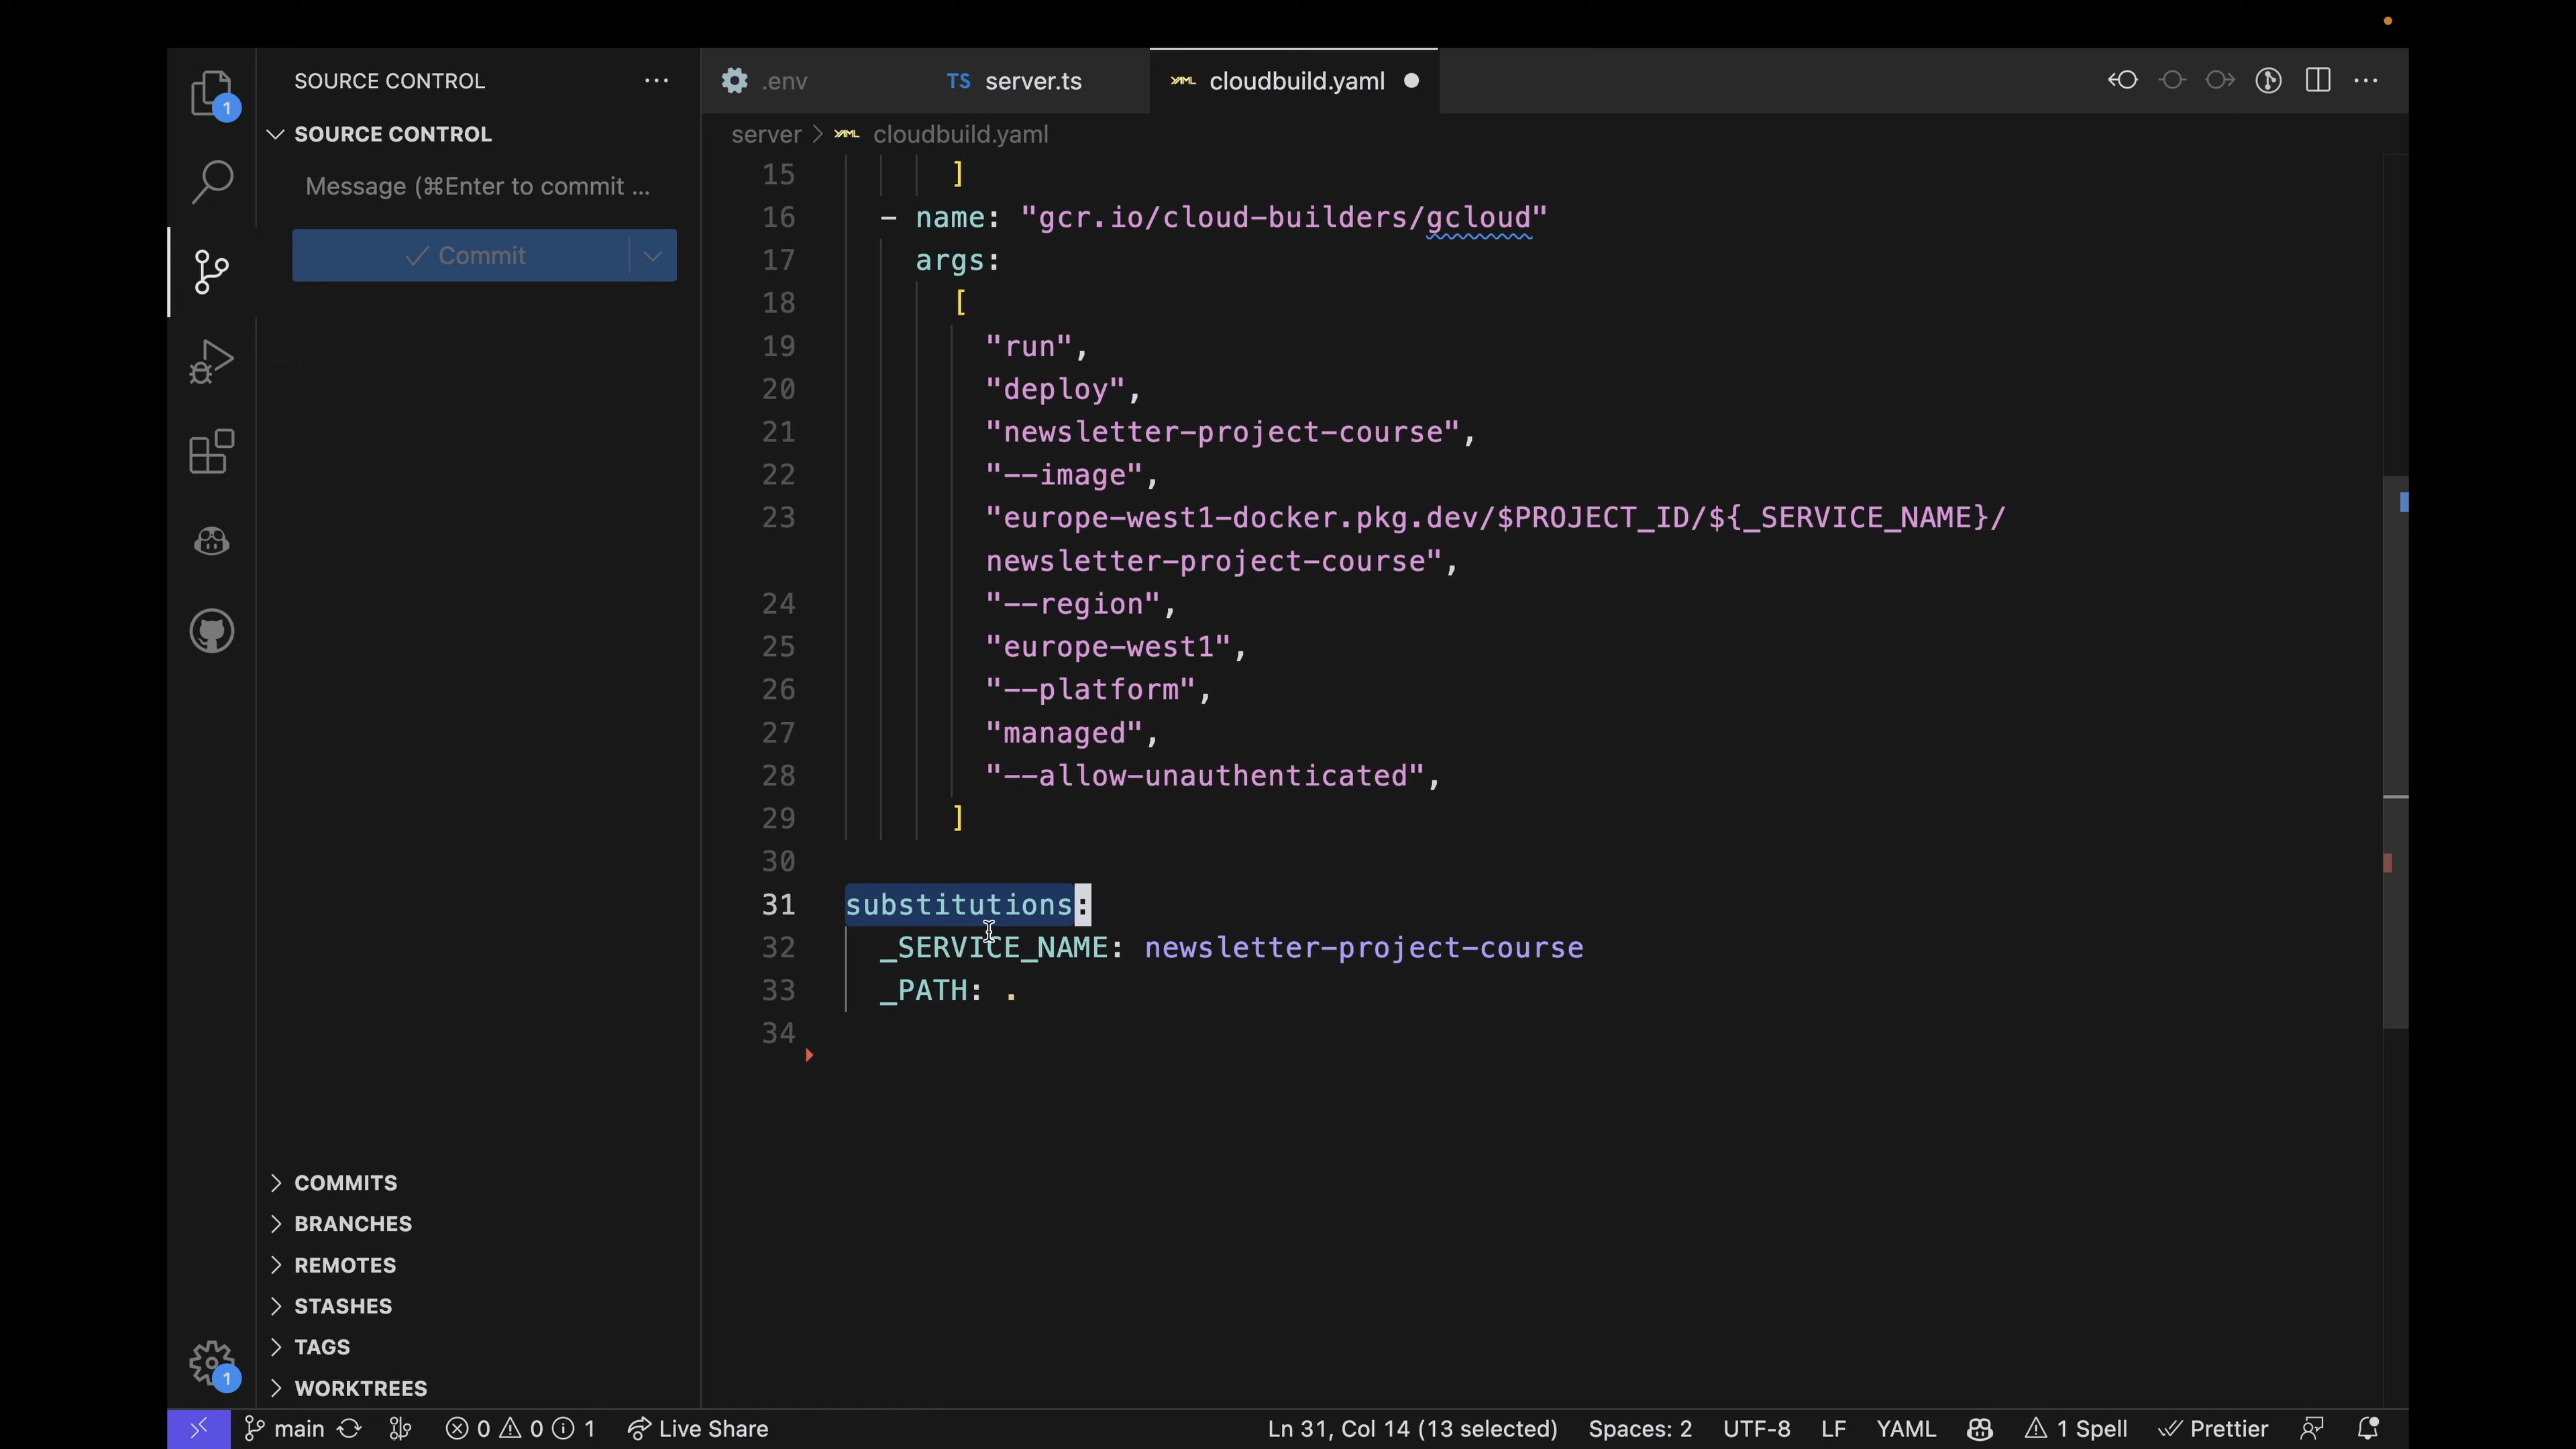 SOURCE CONTROL
.env
TS server.ts
YAML cloudbuild.yaml
1
SOURCE CONTROL
server > YAML cloudbuild.yaml
Message (⌘Enter to commit ...
Commit
15 ]
16 - name: "gcr.io/cloud-builders/gcloud"
17 args:
18 [
19 "run",
20 "deploy",
21 "newsletter-project-course",
22 "--image",
23 "europe-west1-docker.pkg.dev/$PROJECT_ID/${_SERVICE_NAME}/
newsletter-project-course",
24 "--region",
25 "europe-west1",
26 "--platform",
27 "managed",
28 "--allow-unauthenticated",
29 ]
30
31 substitutions:
32 _SERVICE_NAME: newsletter-project-course
33 _PATH: .
34
COMMITS
BRANCHES
REMOTES
STASHES
TAGS
1
WORKTREES
main 0 0 1 Live Share Ln 31, Col 14 (13 selected) Spaces: 2 UTF-8 LF YAML 1 Spell Prettier